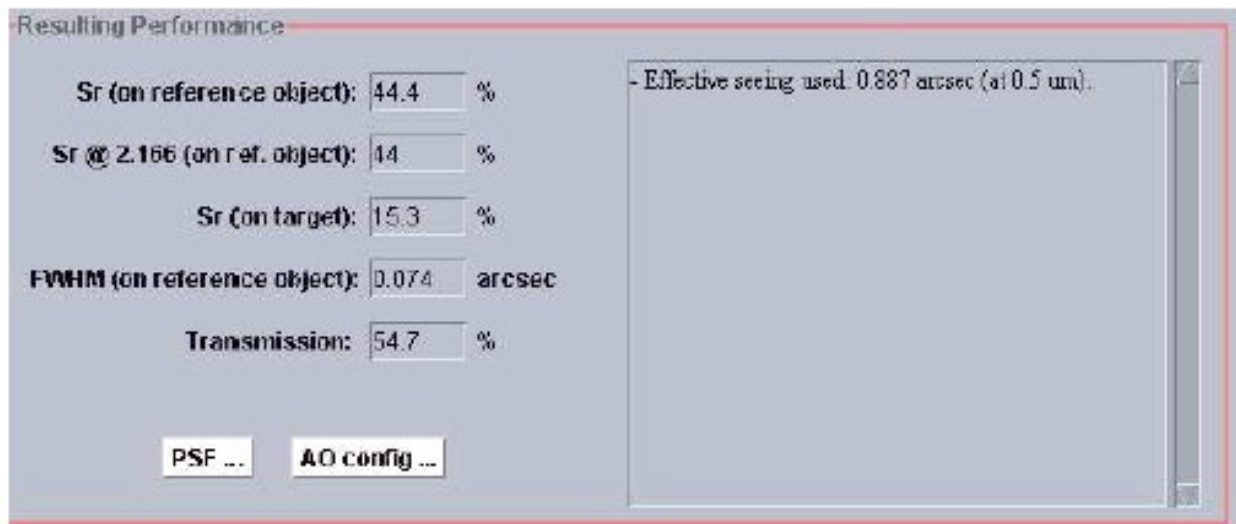 Resulting Performance
Sr (on reference object): 44.4 %
Sr @ 2.166 (on ref. object): 44 %
Sr (on target): 15.3 %
FWHM (on reference object): 0.074 arcsec
Transmission: 54.7 %
PSF ... AO config ...
- Effective seeing used: 0.887 arcsec (at 0.5 um).